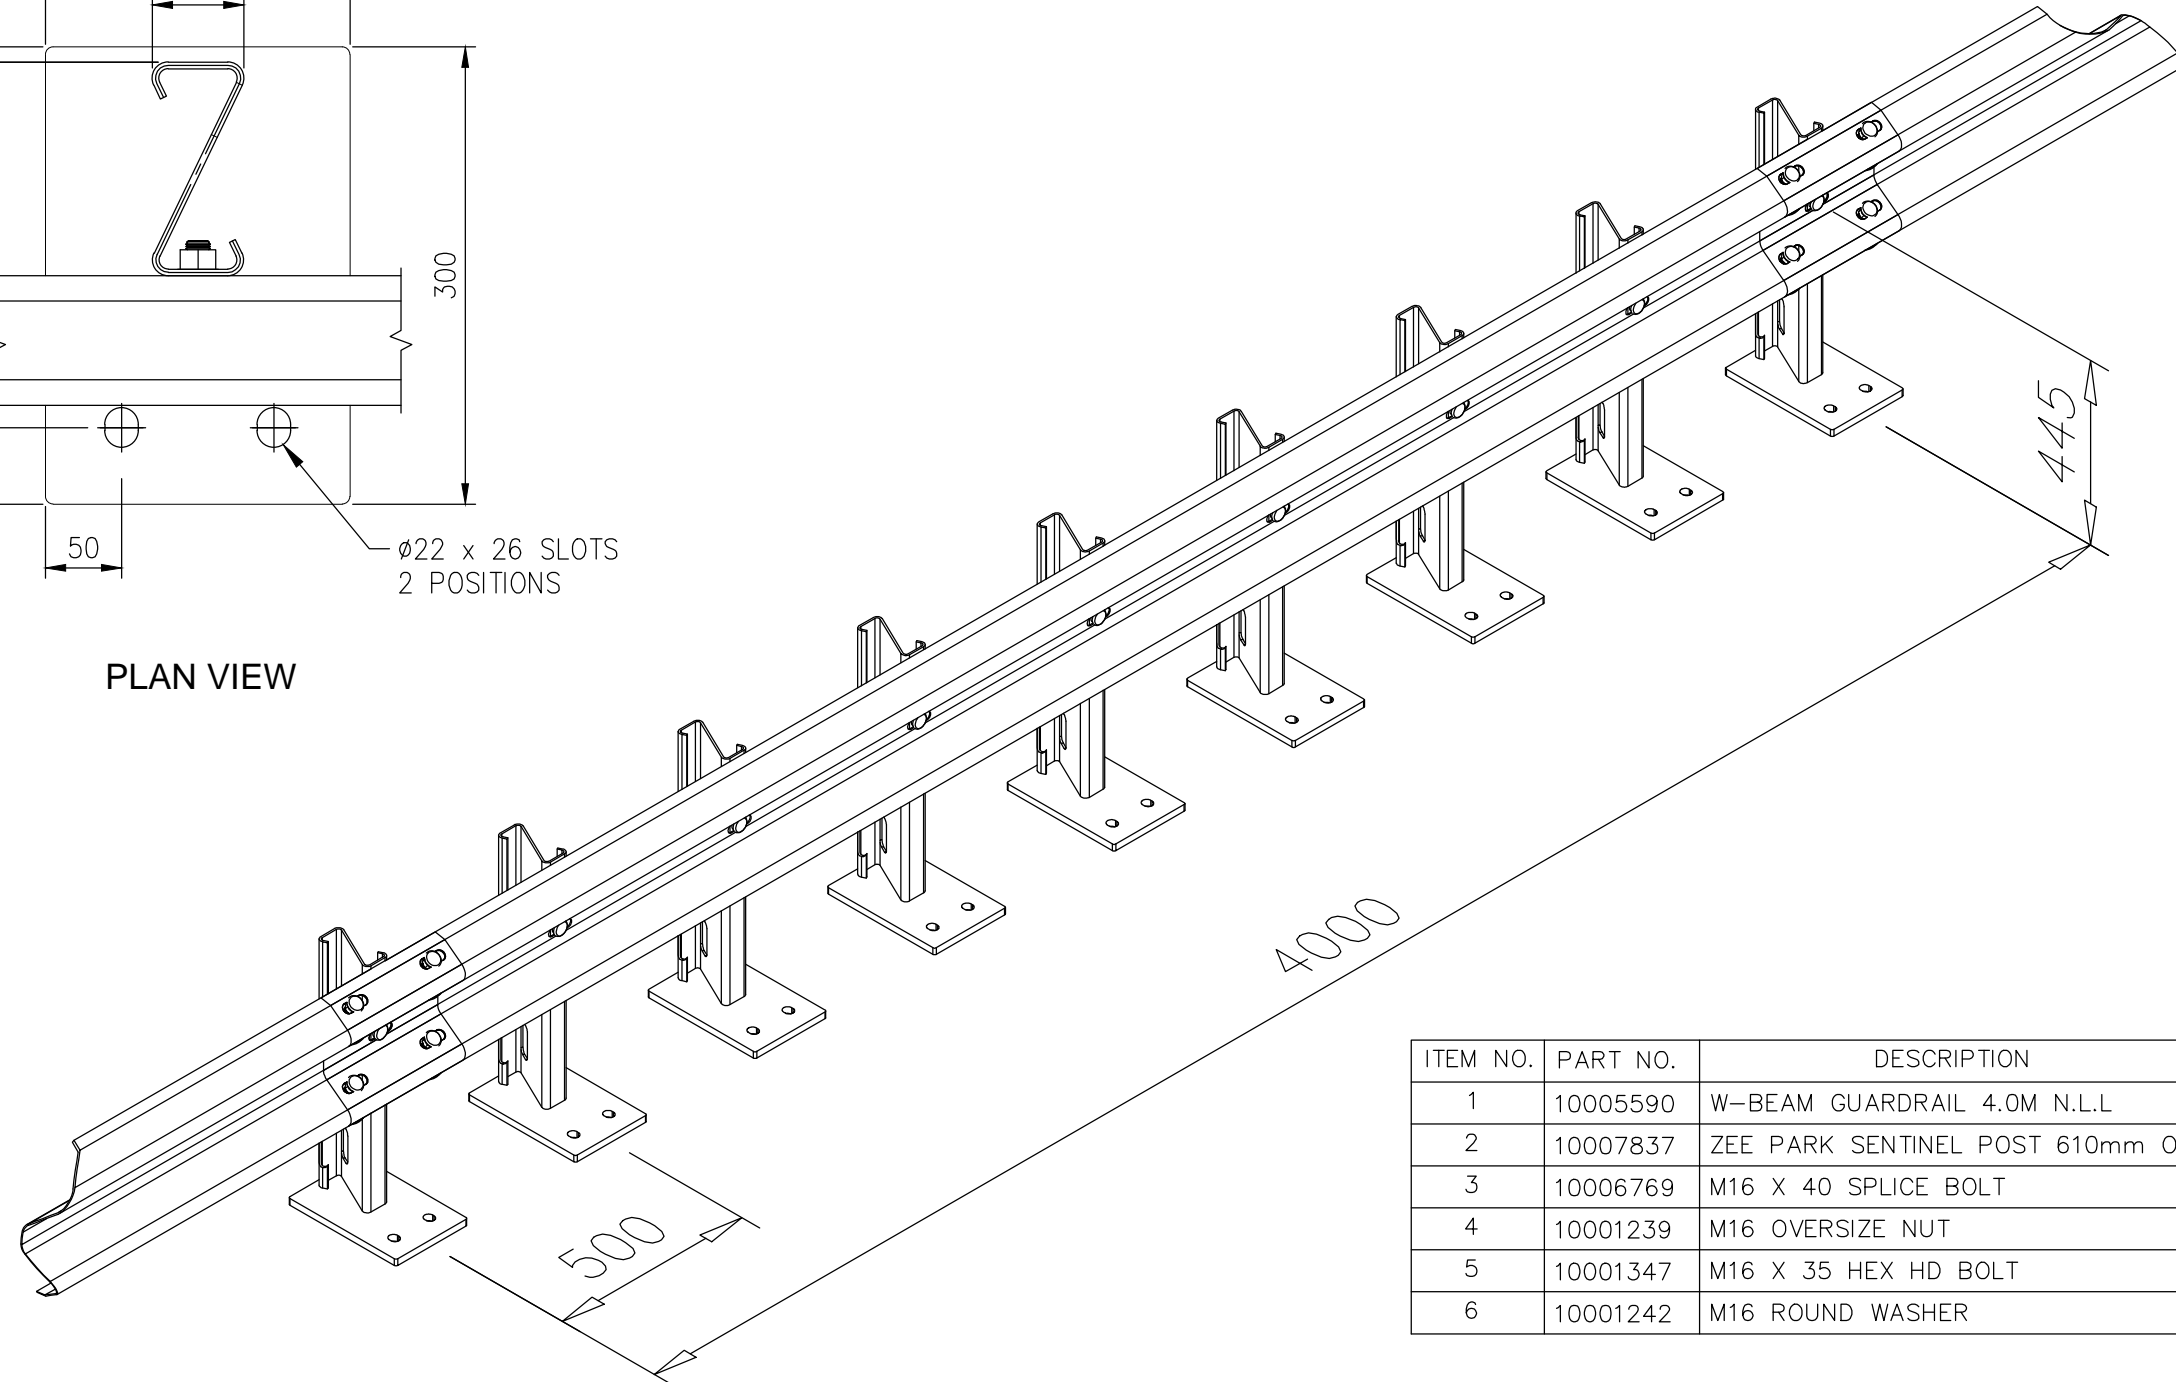 300
50
ø22 x 26 SLOTS
2 POSITIONS
PLAN VIEW
445
4000
500
ITEM NO. PART NO. DESCRIPTION
1 10005590 W-BEAM GUARDRAIL 4.0M N.L.L
2 10007837 ZEE PARK SENTINEL POST 610mm
3 10006769 M16 X 40 SPLICE BOLT
4 10001239 M16 OVERSIZE NUT
5 10001347 M16 X 35 HEX HD BOLT
6 10001242 M16 ROUND WASHER